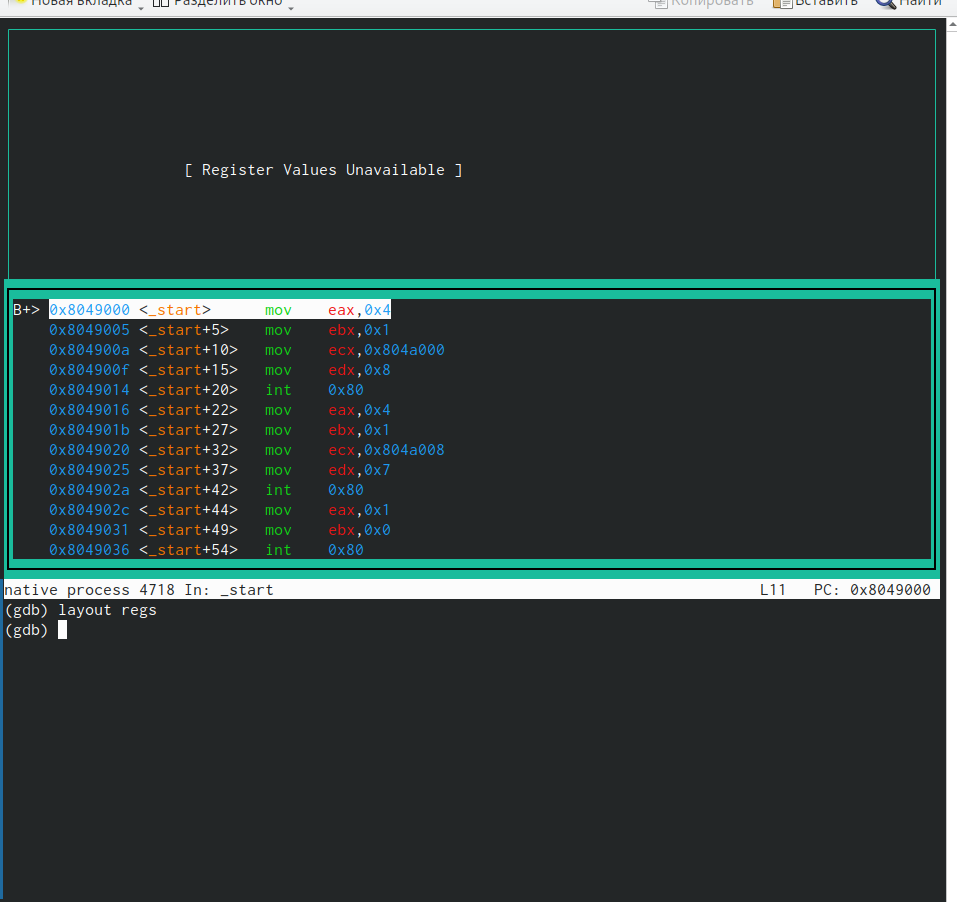 Новая вкладка Разделить окно Копировать Вставить Найти
[ Register Values Unavailable ]
B+> 0x8049000 <_start> mov eax,0x4
0x8049005 <_start+5> mov ebx,0x1
0x804900a <_start+10> mov ecx,0x804a000
0x804900f <_start+15> mov edx,0x8
0x8049014 <_start+20> int 0x80
0x8049016 <_start+22> mov eax,0x4
0x804901b <_start+27> mov ebx,0x1
0x8049020 <_start+32> mov ecx,0x804a008
0x8049025 <_start+37> mov edx,0x7
0x804902a <_start+42> int 0x80
0x804902c <_start+44> mov eax,0x1
0x8049031 <_start+49> mov ebx,0x0
0x8049036 <_start+54> int 0x80
native process 4718 In: _start L11 PC: 0x8049000
(gdb) layout regs
(gdb)